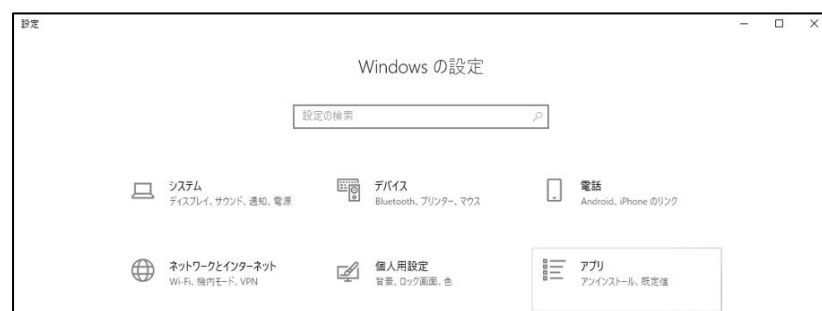 設定
Windows の設定
設定の検索
システム
ディスプレイ、サウンド、通知、電源
デバイス
Bluetooth、プリンター、マウス
電話
Android、iPhone のリンク
ネットワークとインターネット
Wi-Fi、機内モード、VPN
個人用設定
背景、ロック画面、色
アプリ
アンインストール、既定値